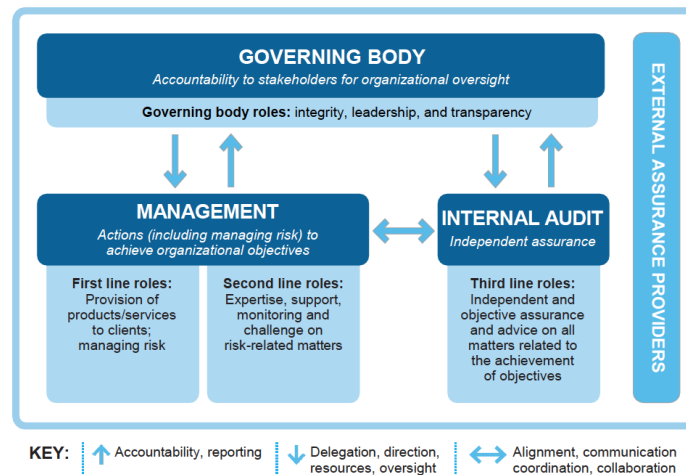 GOVERNING BODY
Accountability to stakeholders for organizational oversight
Governing body roles: integrity, leadership, and transparency
MANAGEMENT
Actions (including managing risk) to
achieve organizational objectives
First line roles:
Provision of
products/services
to clients;
managing risk
Second line roles:
Expertise, support,
monitoring and
challenge on
risk-related matters
INTERNAL AUDIT
Independent assurance
Third line roles:
Independent and
objective assurance
and advice on all
matters related to
the achievement
of objectives
EXTERNAL ASSURANCE PROVIDERS
KEY:
Accountability, reporting
Delegation, direction,
resources, oversight
Alignment, communication
coordination, collaboration